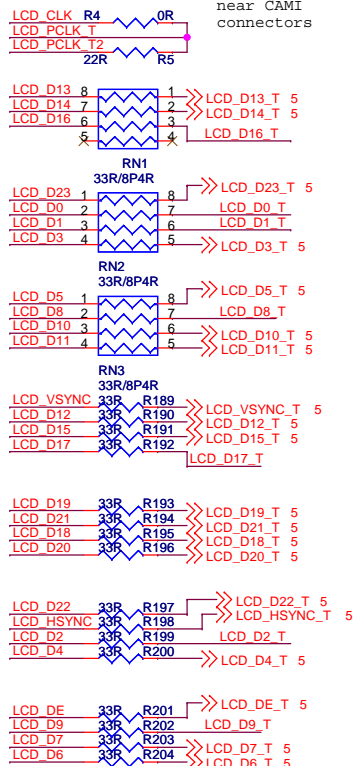 near CAMI
LCD_CLK R4 0R connectors
LCD_PCLK_T
LCD_PCLK_T2
22R R5
LCD_D13 8 1 LCD_D13_T 5
LCD_D14 7 2 LCD_D14_T 5
LCD_D16 6 3 LCD_D16_T
5 4
RN1
33R/8P4R
LCD_D23 1 8 LCD_D23_T 5
LCD_D0 2 7 LCD_D0_T
LCD_D1 3 6 LCD_D1_T
LCD_D3 4 5 LCD_D3_T 5
RN2
33R/8P4R
LCD_D5 1 8 LCD_D5_T 5
LCD_D8 2 7 LCD_D8_T
LCD_D10 3 6 LCD_D10_T 5
LCD_D11 4 5 LCD_D11_T 5
RN3
33R/8P4R
LCD_VSYNC 33R R189 LCD_VSYNC_T 5
LCD_D12 33R R190 LCD_D12_T 5
LCD_D15 33R R191 LCD_D15_T 5
LCD_D17 33R R192 LCD_D17_T
LCD_D19 33R R193 LCD_D19_T 5
LCD_D21 33R R194 LCD_D21_T 5
LCD_D18 33R R195 LCD_D18_T 5
LCD_D20 33R R196 LCD_D20_T 5
LCD_D22 33R R197 LCD_D22_T 5
LCD_HSYNC 33R R198 LCD_HSYNC_T 5
LCD_D2 33R R199 LCD_D2_T
LCD_D4 33R R200 LCD_D4_T 5
LCD_DE 33R R201 LCD_DE_T 5
LCD_D9 33R R202 LCD_D9_T
LCD_D7 33R R203 LCD_D7_T 5
LCD_D6 33R R204 LCD_D6_T 5